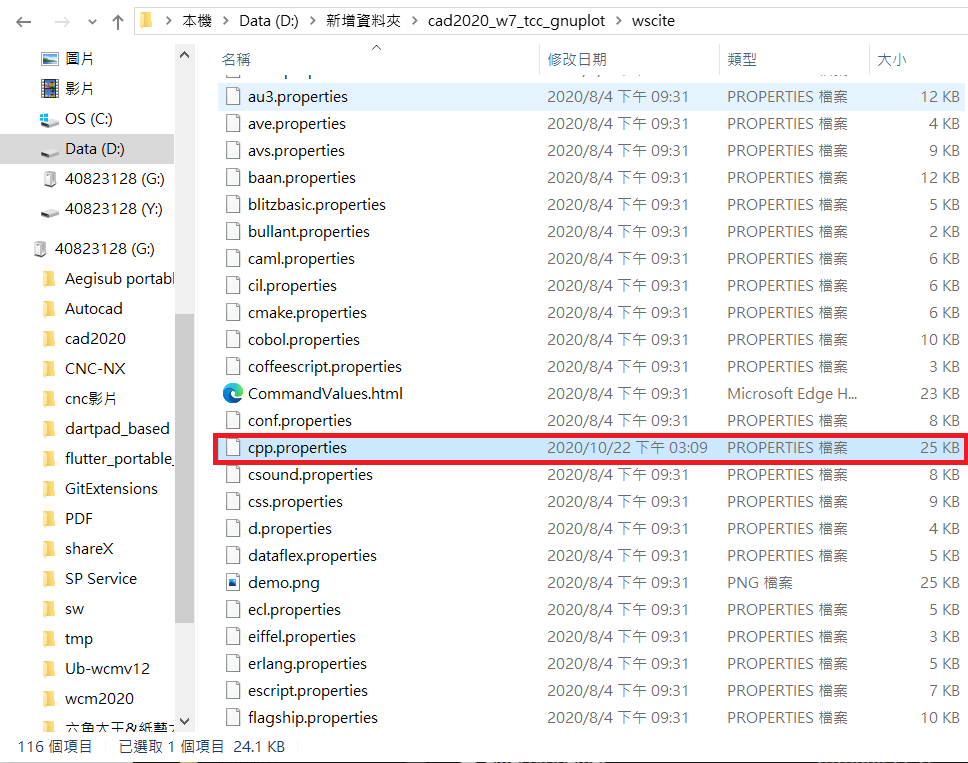 本機 > Data (D:) > 新增資料夾 > cad2020_w7_tcc_gnuplot > wscite
圖片
影片
OS (C:)
Data (D:)
40823128 (G:)
40823128 (Y:)
40823128 (G:)
Aegisub portabl
Autocad
cad2020
CNC-NX
cnc影片
dartpad_based
flutter_portable_
GitExtensions
PDF
shareX
SP Service
sw
tmp
Ub-wcmv12
wcm2020
六角大王&紙藝大
名稱 修改日期 類型 大小
au3.properties 2020/8/4 下午 09:31 PROPERTIES 檔案 12 KB
ave.properties 2020/8/4 下午 09:31 PROPERTIES 檔案 4 KB
avs.properties 2020/8/4 下午 09:31 PROPERTIES 檔案 9 KB
baan.properties 2020/8/4 下午 09:31 PROPERTIES 檔案 12 KB
blitzbasic.properties 2020/8/4 下午 09:31 PROPERTIES 檔案 5 KB
bullant.properties 2020/8/4 下午 09:31 PROPERTIES 檔案 2 KB
caml.properties 2020/8/4 下午 09:31 PROPERTIES 檔案 6 KB
cil.properties 2020/8/4 下午 09:31 PROPERTIES 檔案 6 KB
cmake.properties 2020/8/4 下午 09:31 PROPERTIES 檔案 6 KB
cobol.properties 2020/8/4 下午 09:31 PROPERTIES 檔案 10 KB
coffeescript.properties 2020/8/4 下午 09:31 PROPERTIES 檔案 3 KB
CommandValues.html 2020/8/4 下午 09:31 Microsoft Edge H... 23 KB
conf.properties 2020/8/4 下午 09:31 PROPERTIES 檔案 8 KB
cpp.properties 2020/10/22 下午 03:09 PROPERTIES 檔案 25 KB
csound.properties 2020/8/4 下午 09:31 PROPERTIES 檔案 8 KB
css.properties 2020/8/4 下午 09:31 PROPERTIES 檔案 9 KB
d.properties 2020/8/4 下午 09:31 PROPERTIES 檔案 4 KB
dataflex.properties 2020/8/4 下午 09:31 PROPERTIES 檔案 5 KB
demo.png 2020/8/4 下午 09:31 PNG 檔案 25 KB
ecl.properties 2020/8/4 下午 09:31 PROPERTIES 檔案 5 KB
eiffel.properties 2020/8/4 下午 09:31 PROPERTIES 檔案 3 KB
erlang.properties 2020/8/4 下午 09:31 PROPERTIES 檔案 5 KB
escript.properties 2020/8/4 下午 09:31 PROPERTIES 檔案 7 KB
flagship.properties 2020/8/4 下午 09:31 PROPERTIES 檔案 10 KB
116 個項目 已選取 1 個項目 24.1 KB